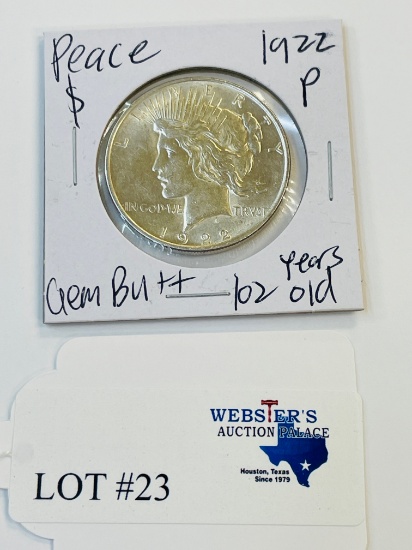 Peace 1922
$ P
LIBERTY
IN GOD WE TRVST
1922
Gem BU ++ 102 years old
WEBSTER'S
AUCTION PALACE
Houston, Texas
Since 1979
LOT #23